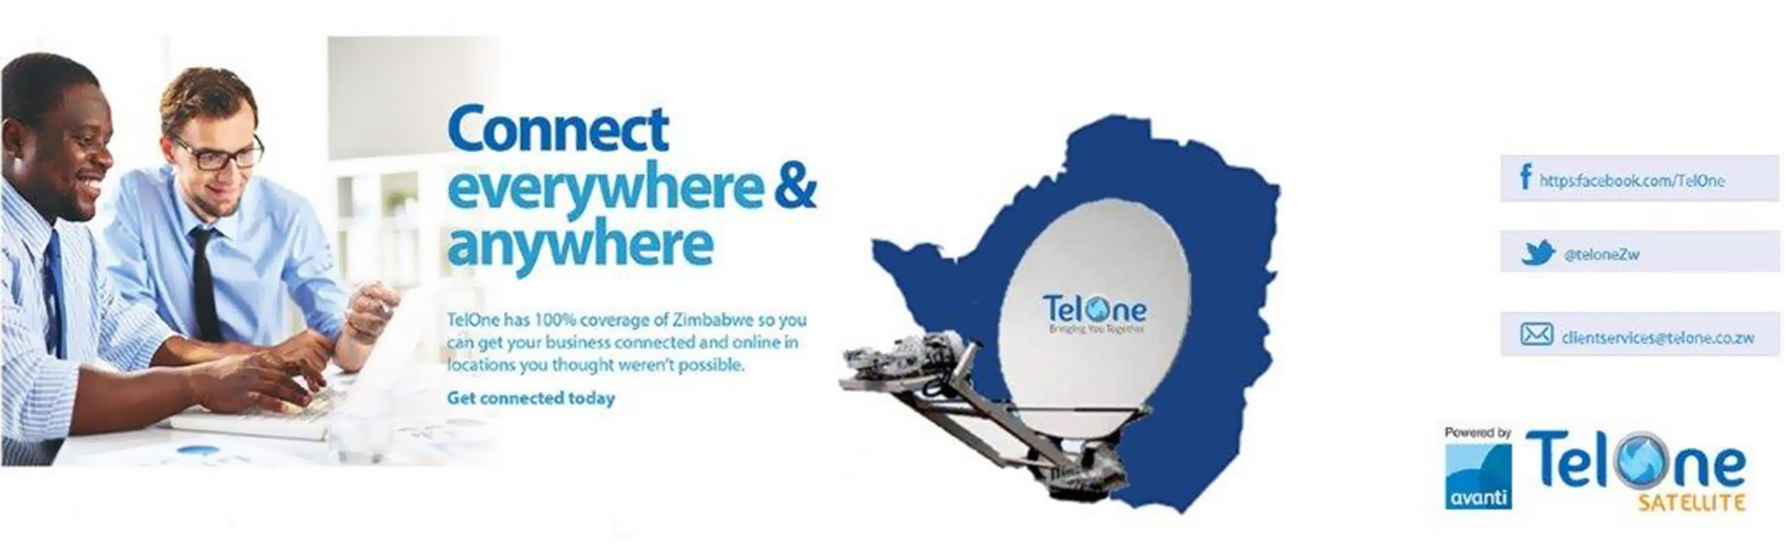 Connect
everywhere &
anywhere
TelOne has 100% coverage of Zimbabwe so you
can get your business connected and online in
locations you thought weren't possible.
Get connected today
TelOne
Bringing You Together
f https:facebook.com/TelOne
@teloneZw
clientservices@telone.co.zw
Powered by
avanti
TelOne
SATELLITE